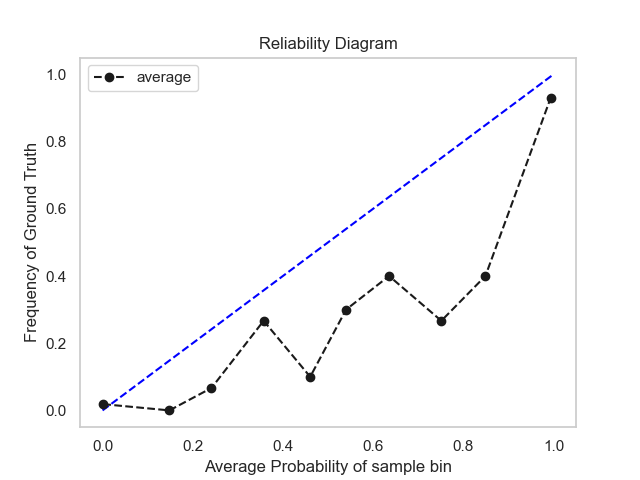 Reliability Diagram
average
1.0
0.8
0.6
0.4
0.2
0.0
Frequency of Ground Truth
0.0 0.2 0.4 0.6 0.8 1.0
Average Probability of sample bin